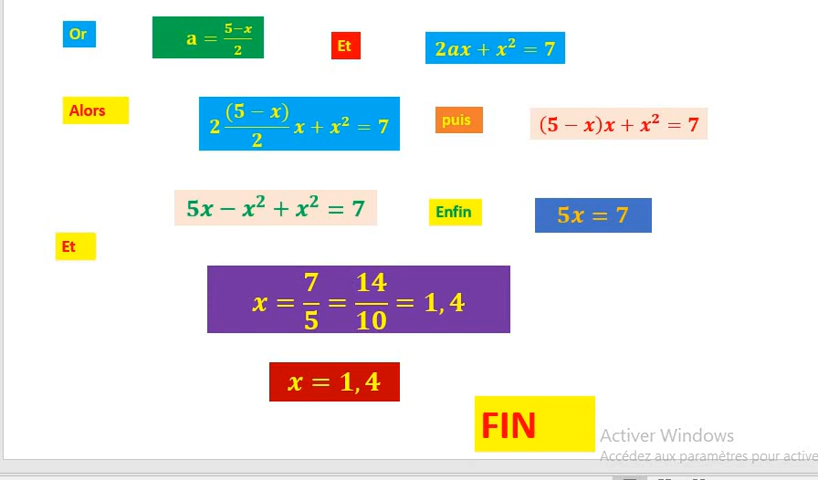 Or a = (5−x)/2 Et 2ax + x² = 7
Alors 2 (5 − x)/2 x + x² = 7 puis (5 − x)x + x² = 7
5x − x² + x² = 7 Enfin 5x = 7
Et
x = 7/5 = 14/10 = 1,4
x = 1,4
FIN
Activer Windows
Accédez aux paramètres pour active